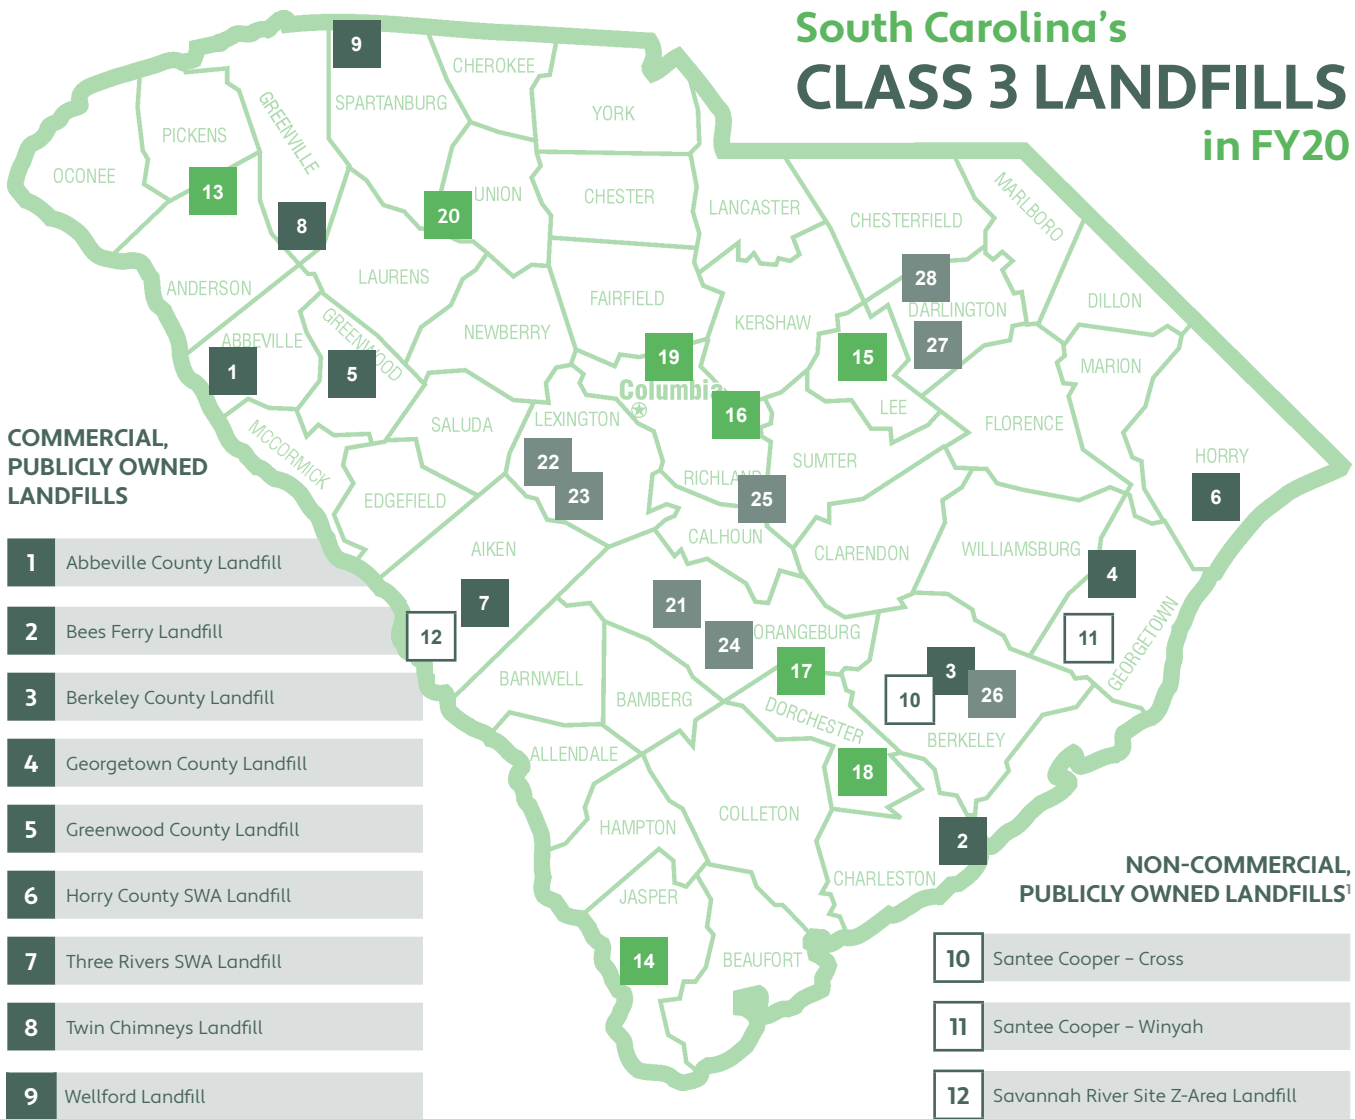 South Carolina's
CLASS 3 LANDFILLS
in FY20
9
CHEROKEE
SPARTANBURG
GREENVILLE
YORK
PICKENS
OCONEE
13
UNION
20
CHESTER
LANCASTER
CHESTERFIELD
MARLBORO
8
LAURENS
ANDERSON
FAIRFIELD
28
DARLINGTON
DILLON
KERSHAW
NEWBERRY
GREENWOOD
ABBEVILLE
1
5
19
15
27
MARION
Columbia
16
LEE
LEXINGTON
SALUDA
FLORENCE
MCCORMICK
22
23
RICHLAND
25
SUMTER
HORRY
6
EDGEFIELD
AIKEN
CALHOUN
CLARENDON
WILLIAMSBURG
4
7
12
21
24
ORANGEBURG
11
GEORGETOWN
BARNWELL
BAMBERG
17
3
10
26
DORCHESTER
BERKELEY
ALLENDALE
18
COLLETON
HAMPTON
2
CHARLESTON
JASPER
14
BEAUFORT
COMMERCIAL,
PUBLICLY OWNED
LANDFILLS
1 Abbeville County Landfill
2 Bees Ferry Landfill
3 Berkeley County Landfill
4 Georgetown County Landfill
5 Greenwood County Landfill
6 Horry County SWA Landfill
7 Three Rivers SWA Landfill
8 Twin Chimneys Landfill
9 Wellford Landfill
NON-COMMERCIAL,
PUBLICLY OWNED LANDFILLS¹
10 Santee Cooper – Cross
11 Santee Cooper – Winyah
12 Savannah River Site Z-Area Landfill